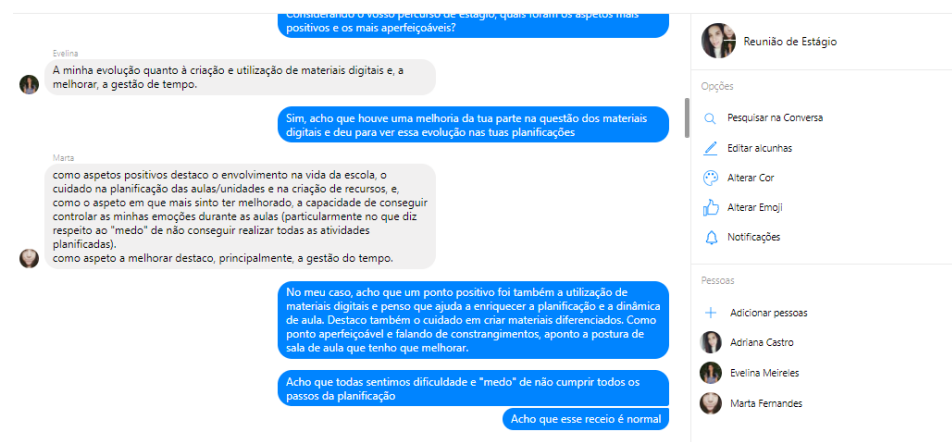 Considerando o vosso percurso de estágio, quais foram os aspetos mais
positivos e os mais aperfeiçoáveis?
Evelina
A minha evolução quanto à criação e utilização de materiais digitais e, a
melhorar, a gestão de tempo.
Sim, acho que houve uma melhoria da tua parte na questão dos materiais
digitais e deu para ver essa evolução nas tuas planificações
Marta
como aspetos positivos destaco o envolvimento na vida da escola, o
cuidado na planificação das aulas/unidades e na criação de recursos, e,
como o aspeto em que mais sinto ter melhorado, a capacidade de conseguir
controlar as minhas emoções durante as aulas (particularmente no que diz
respeito ao "medo" de não conseguir realizar todas as atividades
planificadas).
como aspeto a melhorar destaco, principalmente, a gestão do tempo.
No meu caso, acho que um ponto positivo foi também a utilização de
materiais digitais e penso que ajuda a enriquecer a planificação e a dinâmica
de aula. Destaco também o cuidado em criar materiais diferenciados. Como
ponto aperfeiçoável e falando de constrangimentos, aponto a postura de
sala de aula que tenho que melhorar.
Acho que todas sentimos dificuldade e "medo" de não cumprir todos os
passos da planificação
Acho que esse receio é normal
Reunião de Estágio
Opções
Pesquisar na Conversa
Editar alcunhas
Alterar Cor
Alterar Emoji
Notificações
Pessoas
Adicionar pessoas
Adriana Castro
Evelina Meireles
Marta Fernandes